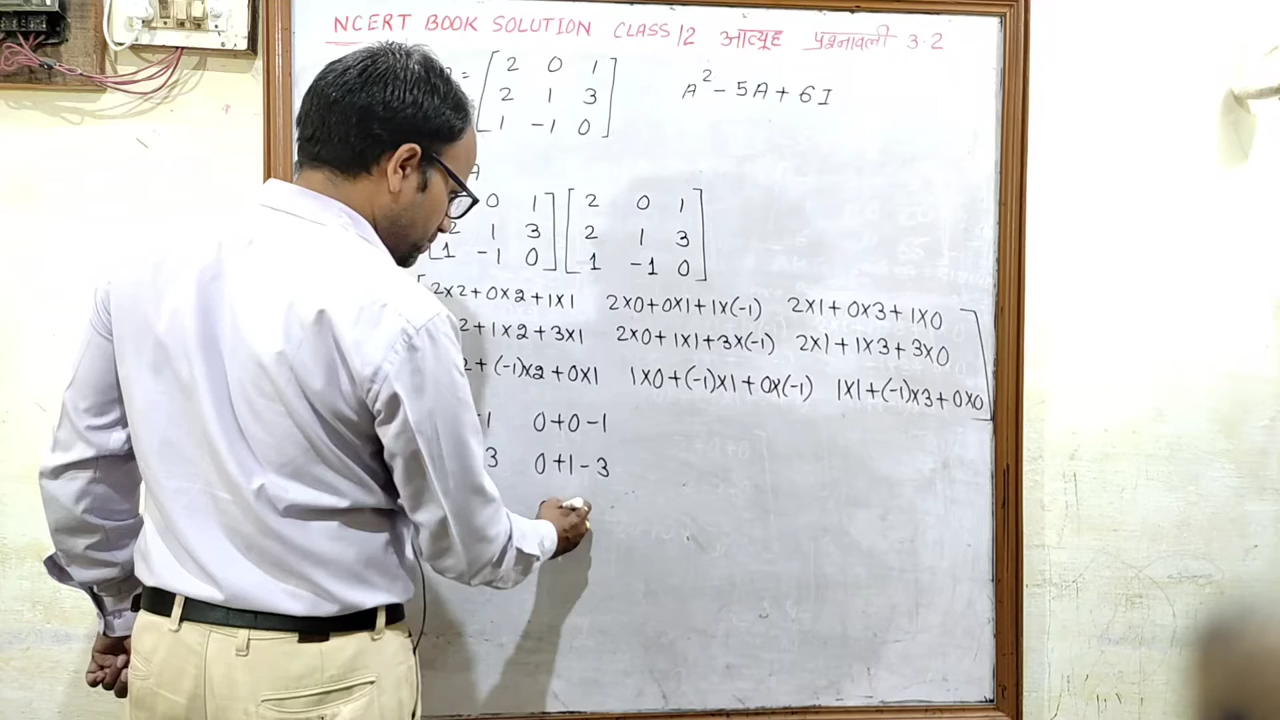 NCERT BOOK SOLUTION CLASS 12 आव्यूह प्रश्नावली 3.2
= [ 2 0 1 ] A² - 5A + 6I
2 1 3
1 -1 0
A
0 1 ] [ 2 0 1 ]
2 1 3 2 1 3
1 -1 0 1 -1 0
2×2+0×2+1×1 2×0+0×1+1×(-1) 2×1+0×3+1×0
2+1×2+3×1 2×0+1×1+3×(-1) 2×1+1×3+3×0
2+(-1)×2+0×1 1×0+(-1)×1+0×(-1) 1×1+(-1)×3+0×0
1 0+0-1
3 0+1-3